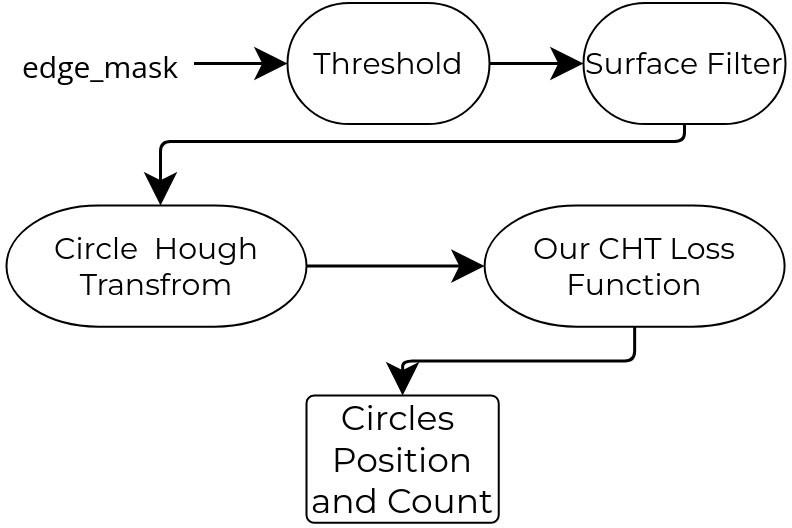 edge_mask
Threshold
Surface Filter
Circle Hough
Transfrom
Our CHT Loss
Function
Circles
Position
and Count